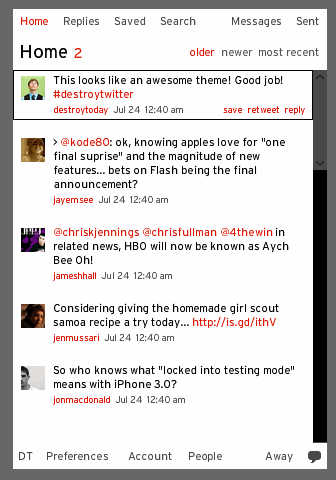 Home Replies Saved Search Messages Sent
Home 2 older newer most recent
This looks like an awesome theme! Good job!
#destroytwitter
destroytoday Jul 24 12:40 am save retweet reply
> @kode80: ok, knowing apples love for "one
final suprise" and the magnitude of new
features... bets on Flash being the final
announcement?
jayemsee Jul 24 12:40 am
@chriskjennings @chrisfullman @4thewin in
related news, HBO will now be known as Aych
Bee Oh!
jameshhall Jul 24 12:40 am
Considering giving the homemade girl scout
samoa recipe a try today... http://is.gd/ithV
jenmussari Jul 24 12:40 am
So who knows what "locked into testing mode"
means with iPhone 3.0?
jonmacdonald Jul 24 12:40 am
DT Preferences Account People Away